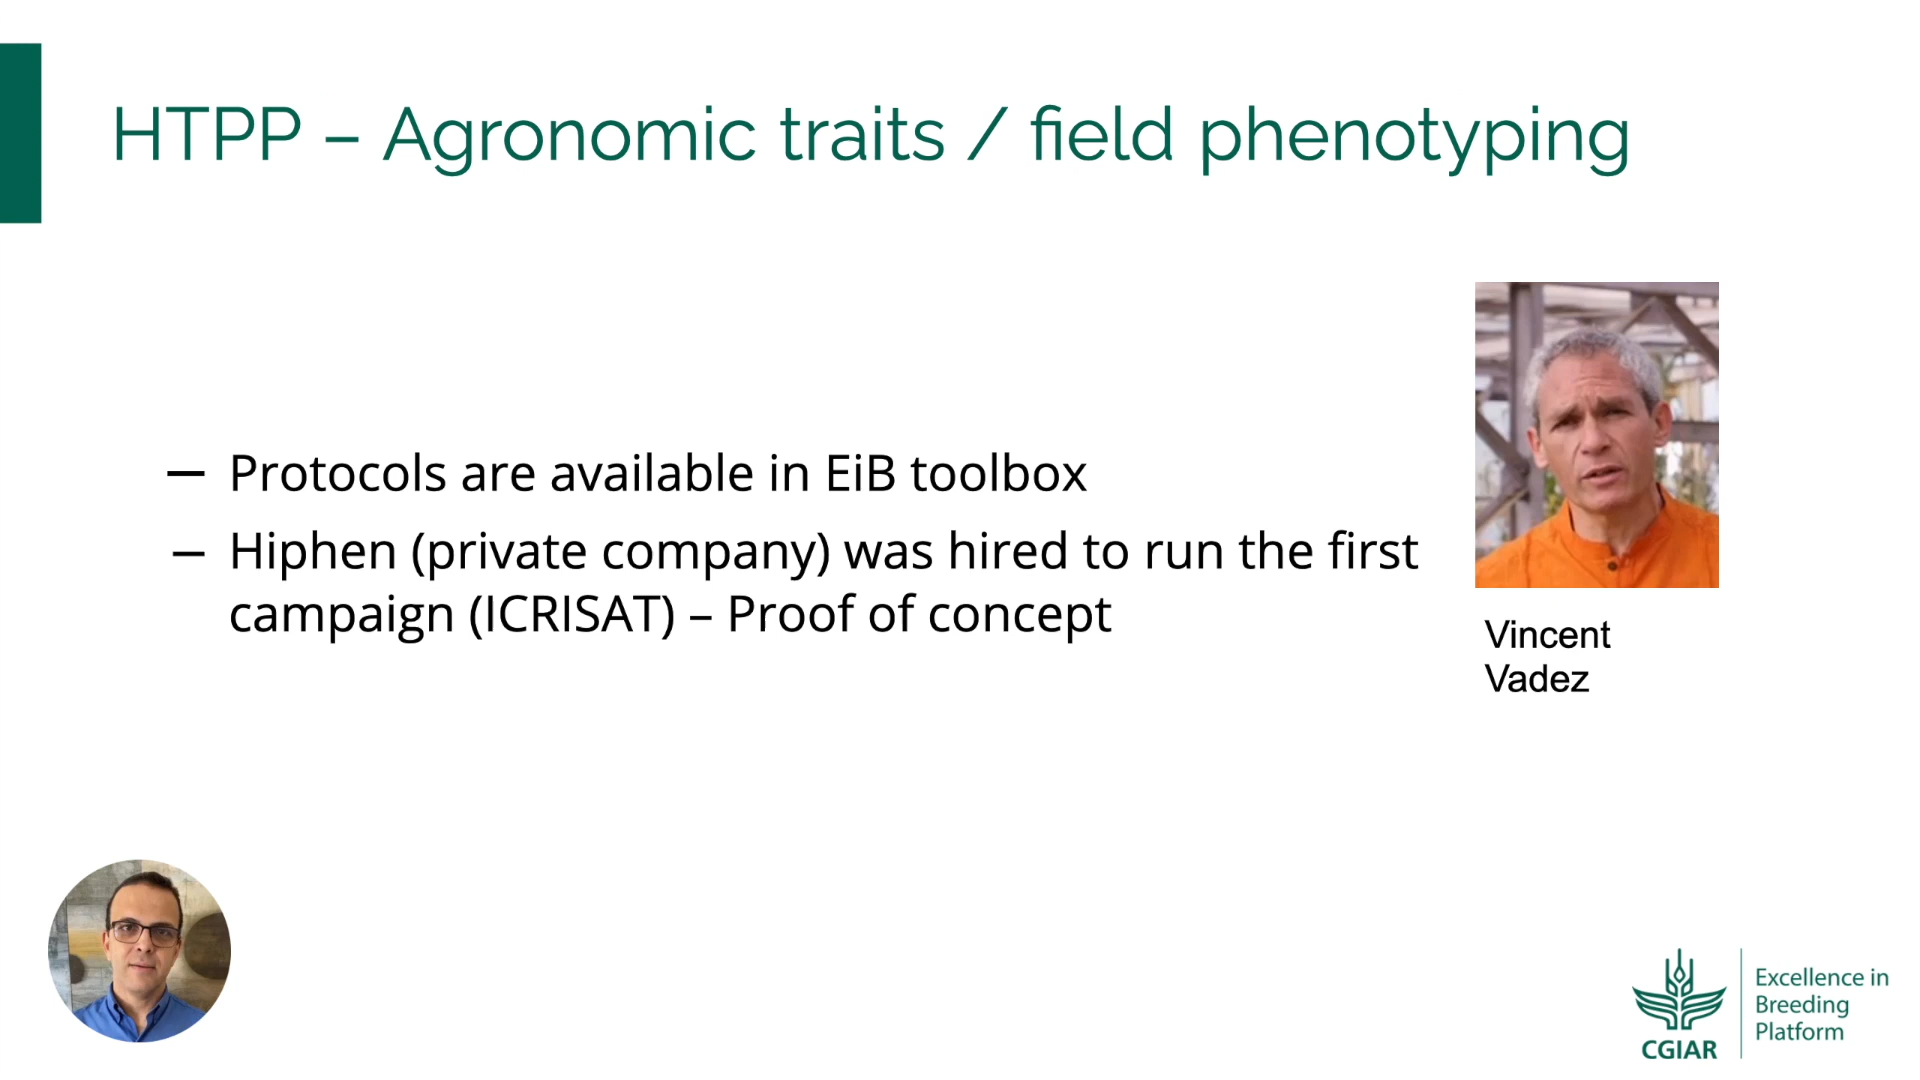 HTPP – Agronomic traits / field phenotyping
– Protocols are available in EiB toolbox
– Hiphen (private company) was hired to run the first
campaign (ICRISAT) – Proof of concept
Vincent
Vadez
CGIAR
Excellence in
Breeding
Platform